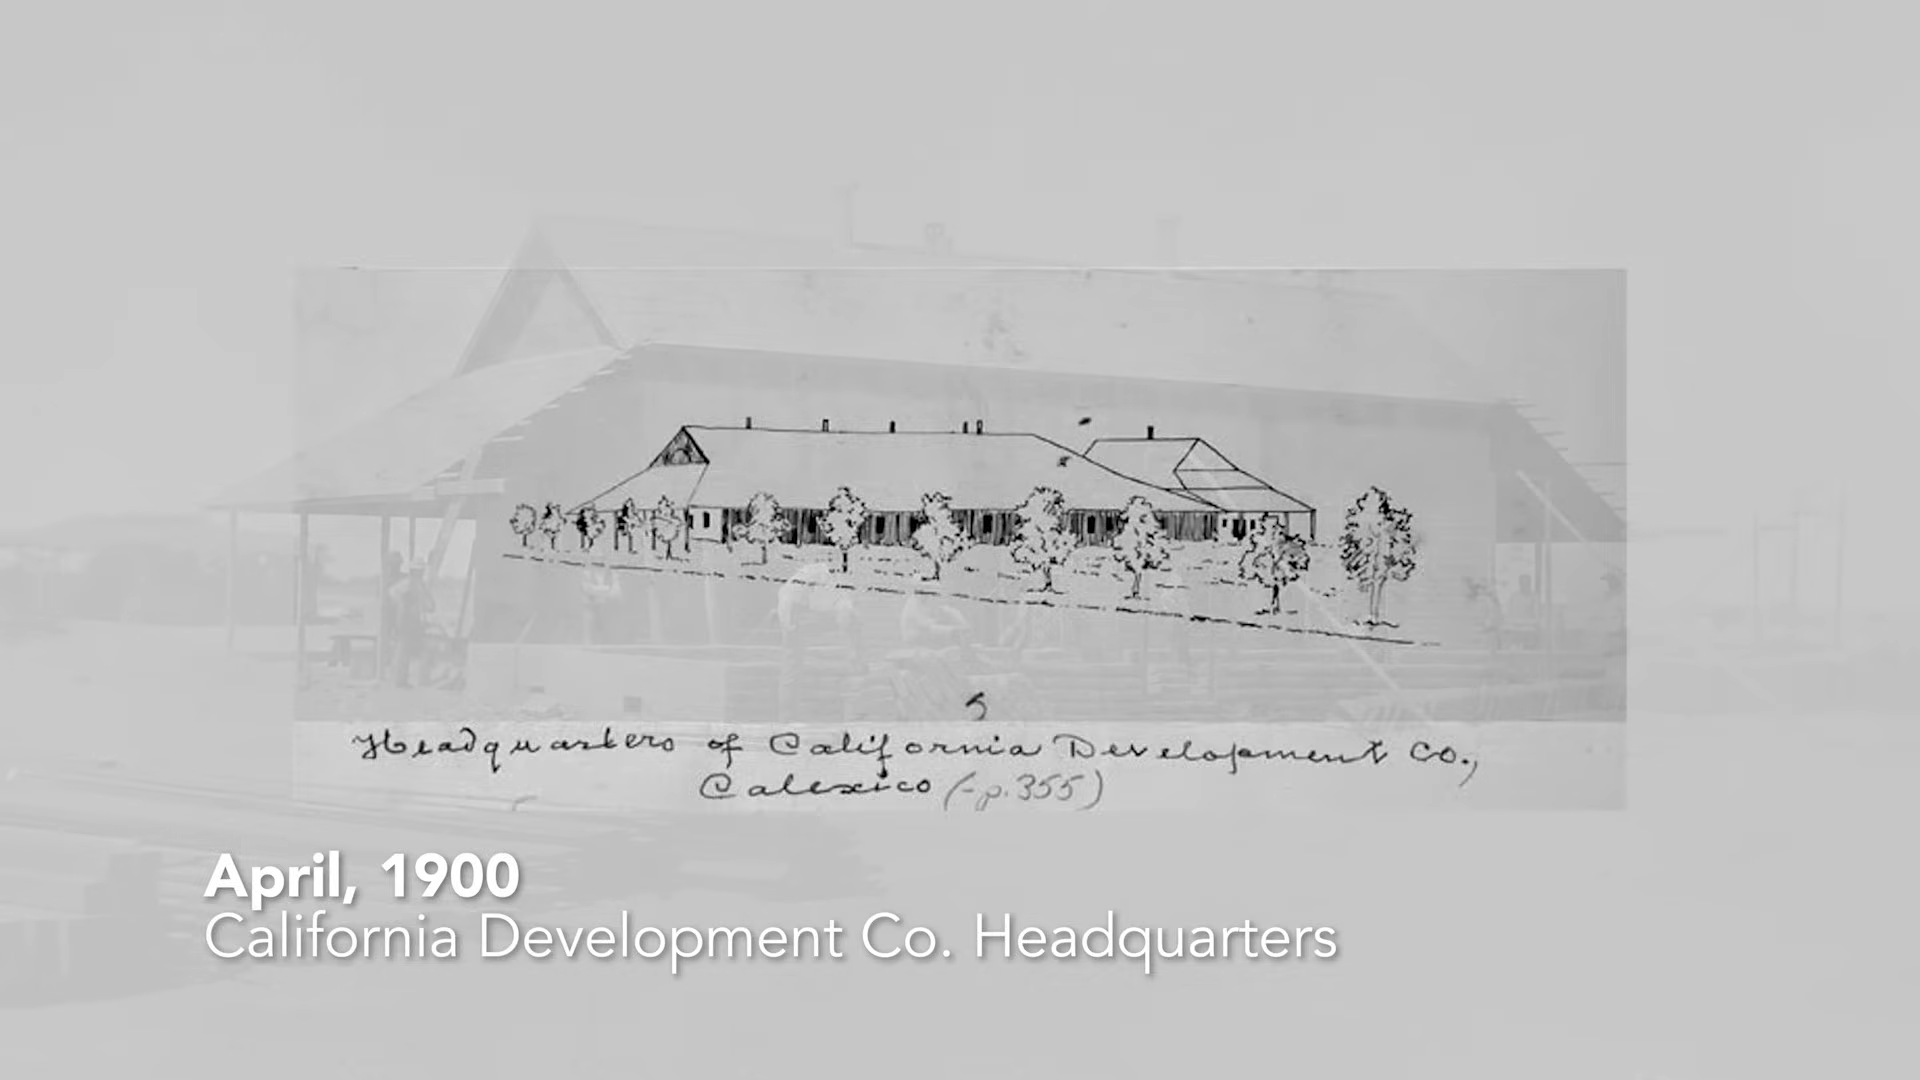 Headquarters of California Development Co.,
Calexico (-p.355)
April, 1900
California Development Co. Headquarters